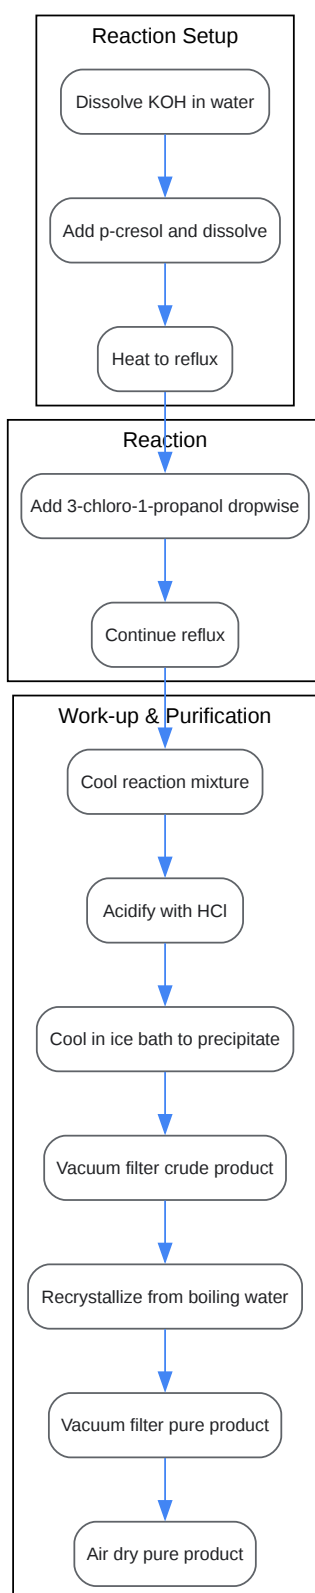 Reaction Setup
Dissolve KOH in water
Add p-cresol and dissolve
Heat to reflux
Reaction
Add 3-chloro-1-propanol dropwise
Continue reflux
Work-up & Purification
Cool reaction mixture
Acidify with HCl
Cool in ice bath to precipitate
Vacuum filter crude product
Recrystallize from boiling water
Vacuum filter pure product
Air dry pure product